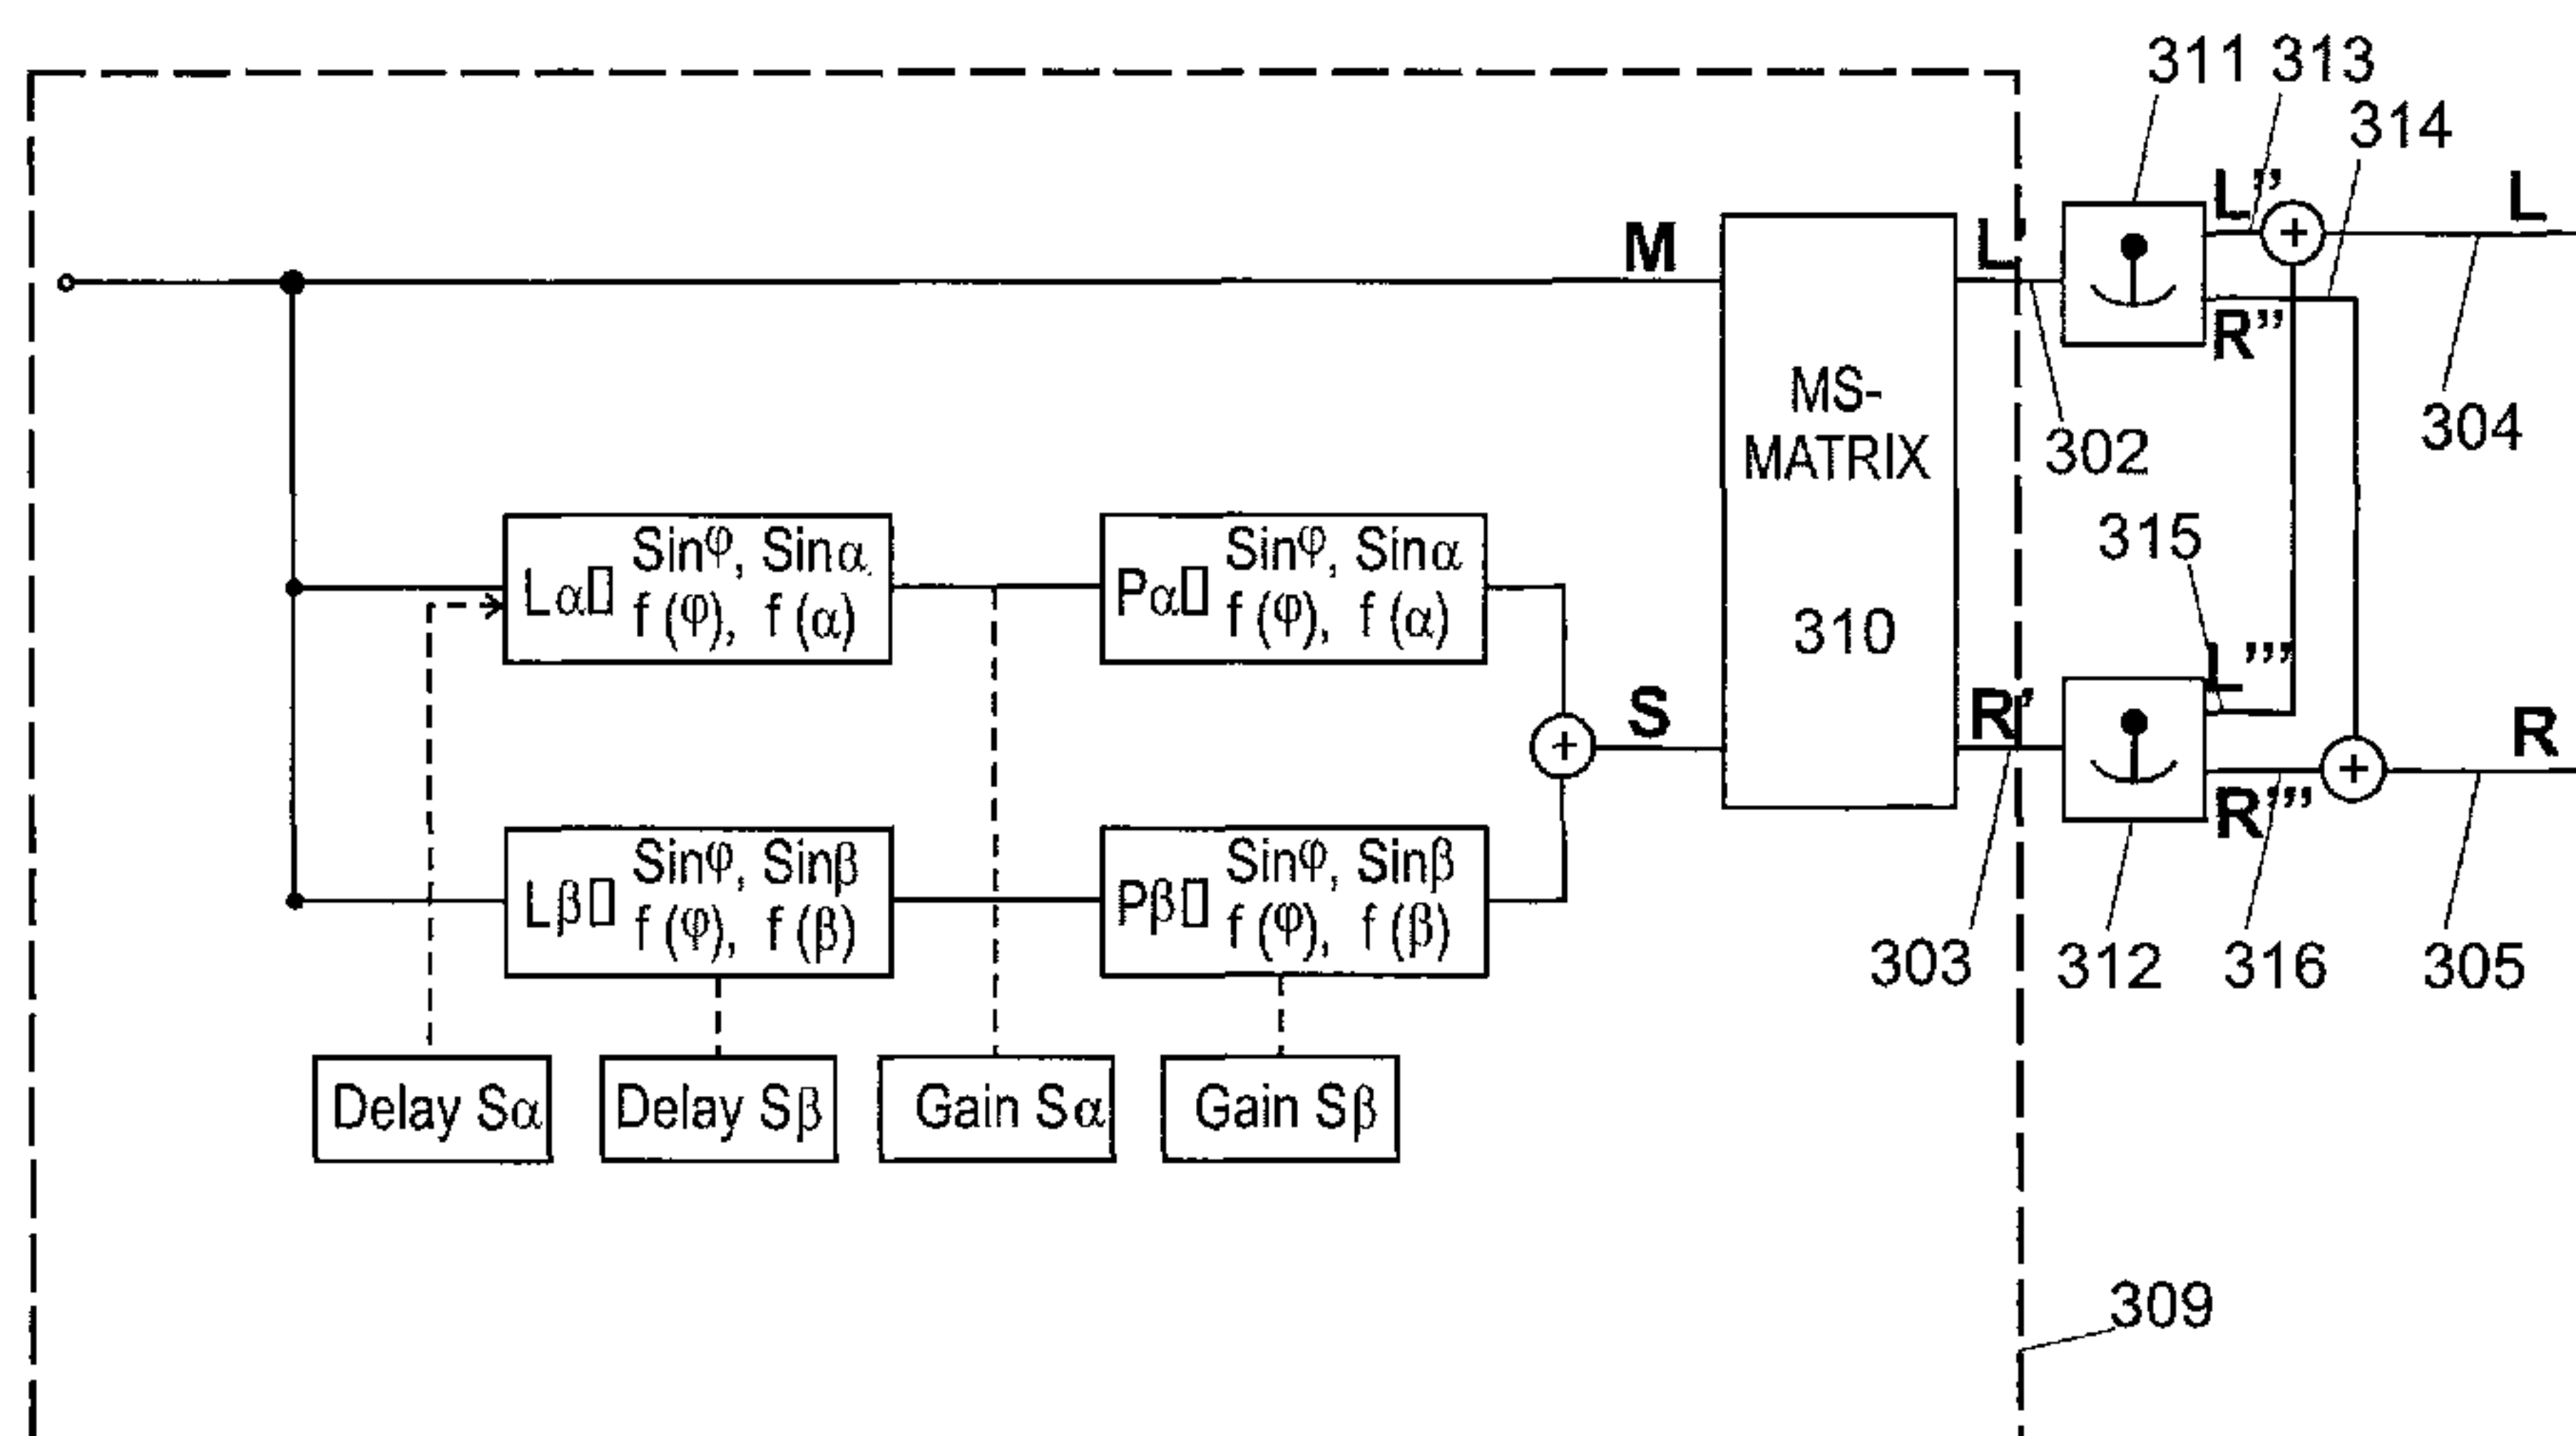 311 313
314
L” L
M L'
R”
MS-
MATRIX
302 304
315
Lα▯ Sinφ, Sinα
f (φ), f (α)
Pα▯ Sinφ, Sinα
f (φ), f (α)
310
L”’
S R’ R
R”’
Lβ▯ Sinφ, Sinβ
f (φ), f (β)
Pβ▯ Sinφ, Sinβ
f (φ), f (β)
303 312 316 305
Delay Sα Delay Sβ Gain Sα Gain Sβ
309